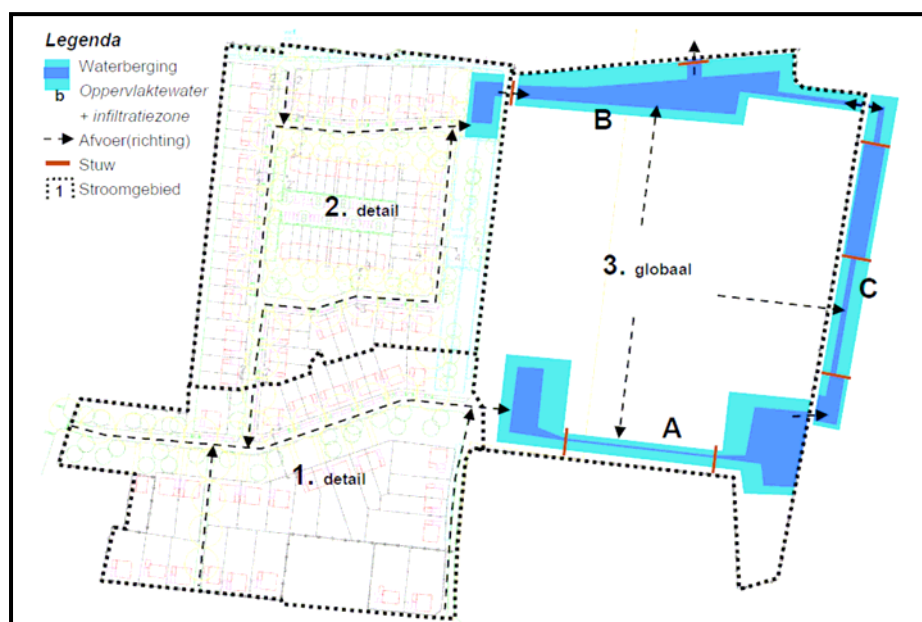 Legenda
Waterberging
b Oppervlaktewater
+ infiltratiezone
Afvoer(richting)
Stuw
1 Stroomgebied
B
2. detail
3. globaal
C
A
1. detail